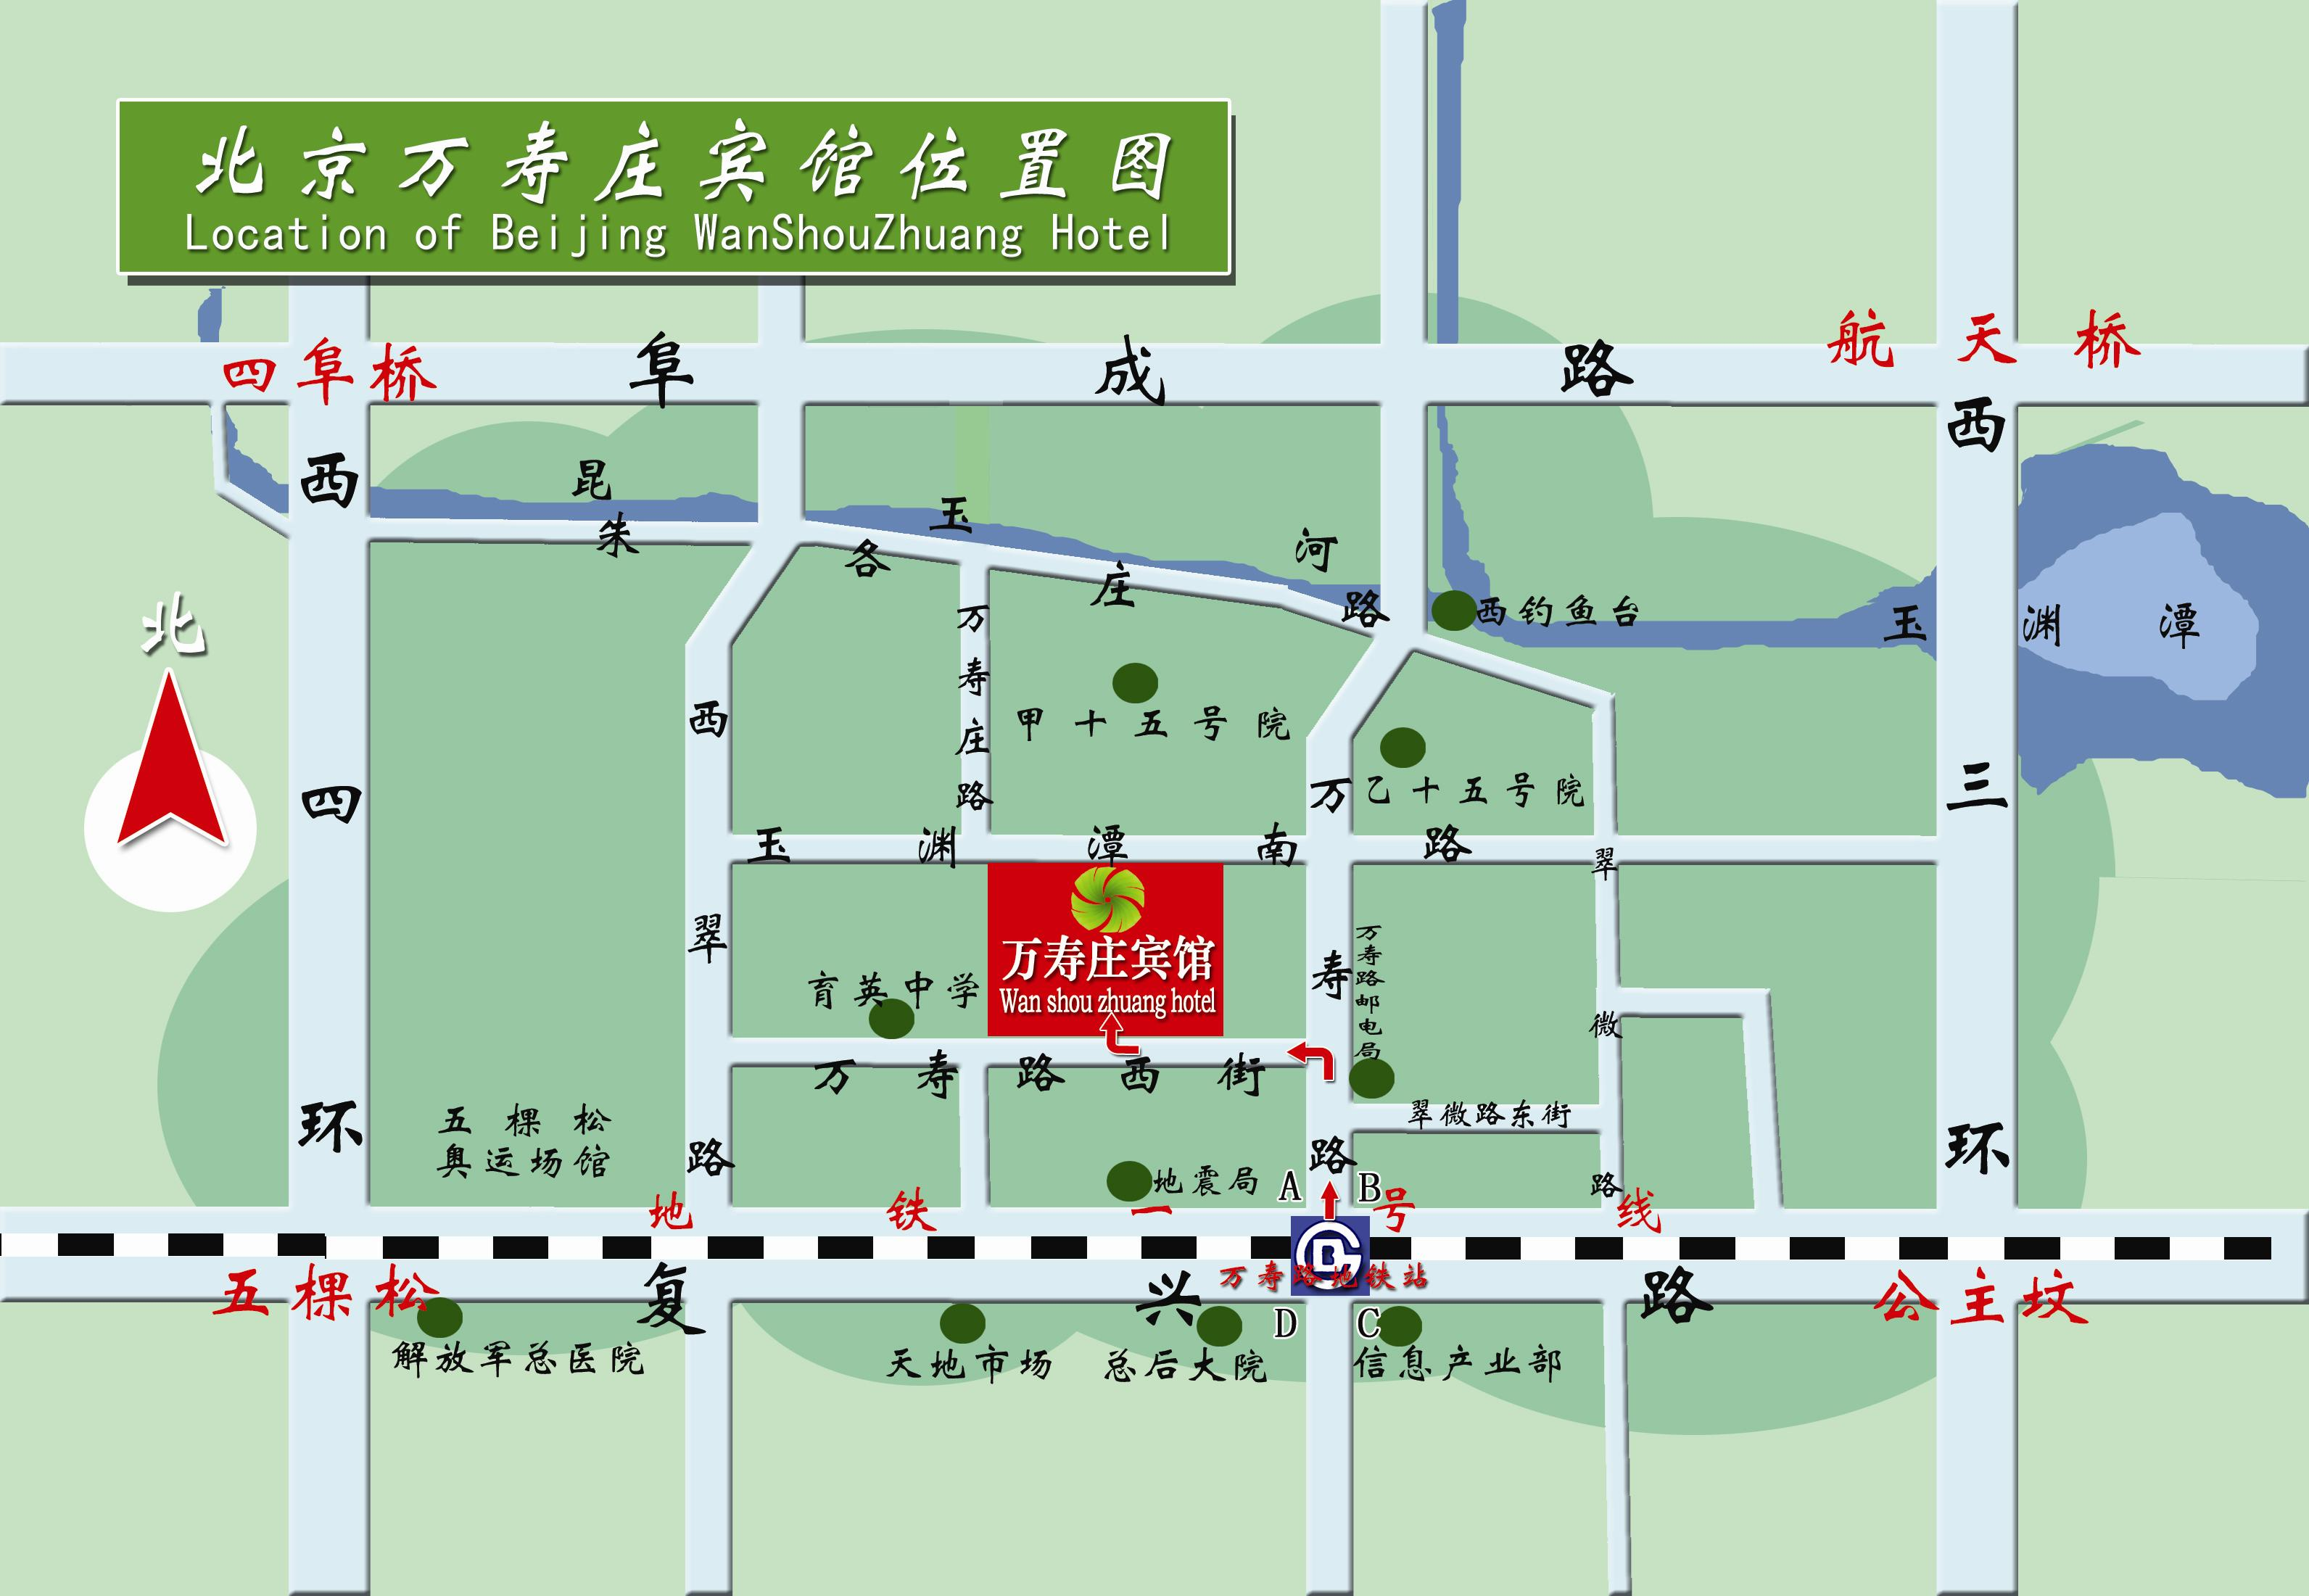 北京万寿庄宾馆位置图
Location of Beijing WanShouZhuang Hotel
航天桥
四阜桥
阜成路
西四环
西三环
昆玉河
朱各庄路
北
西钓鱼台
玉渊潭
万寿庄路
甲十五号院
西翠路
乙十五号院
万寿路
玉渊潭南路
翠微路
万寿庄宾馆
Wan shou zhuang hotel
育英中学
万寿路邮电局
万寿路西街
翠微路东街
五棵松
奥运场馆
地震局
A B
地铁一号线
万寿路地铁站
五棵松
复兴路
公主坟
D C
解放军总医院
天地市场
总后大院
信息产业部